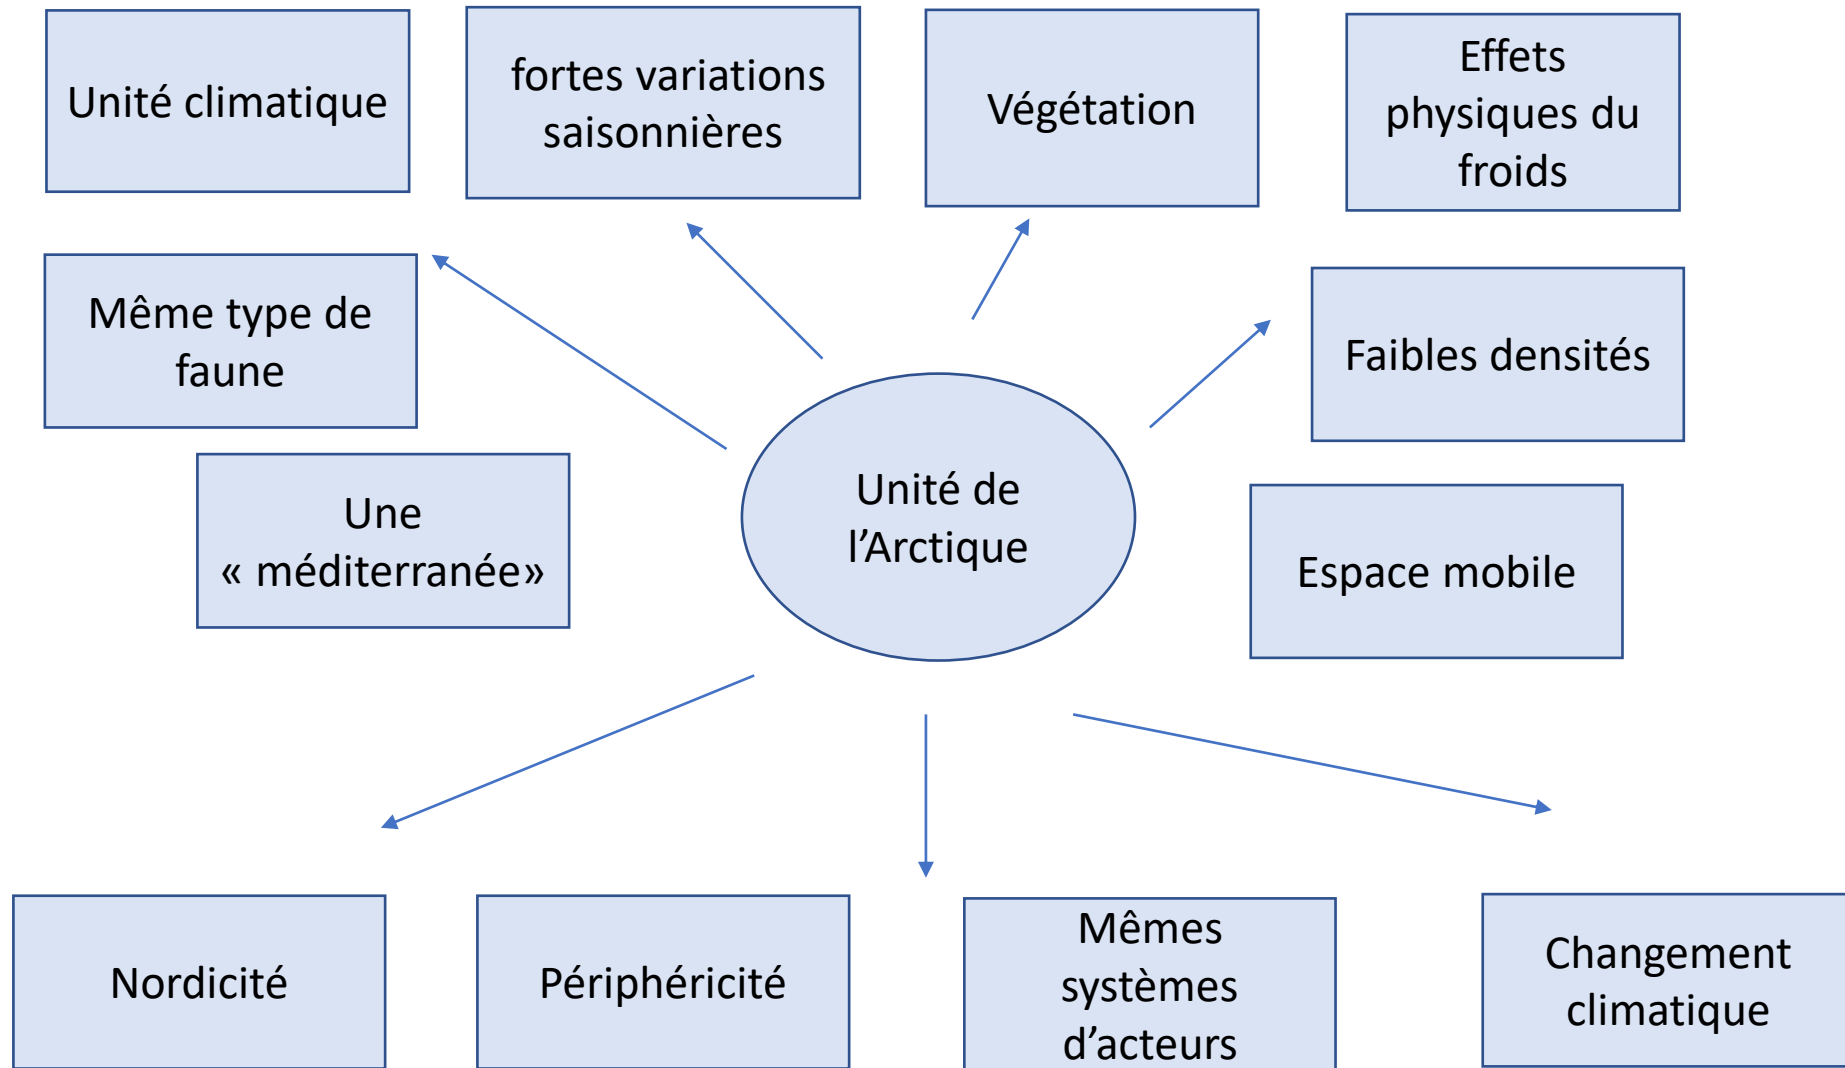 Unité climatique
fortes variations
saisonnières
Végétation
Effets
physiques du
froids
Même type de
faune
Faibles densités
Une
« méditerranée»
Unité de
l’Arctique
Espace mobile
Nordicité
Périphéricité
Mêmes
systèmes
d’acteurs
Changement
climatique